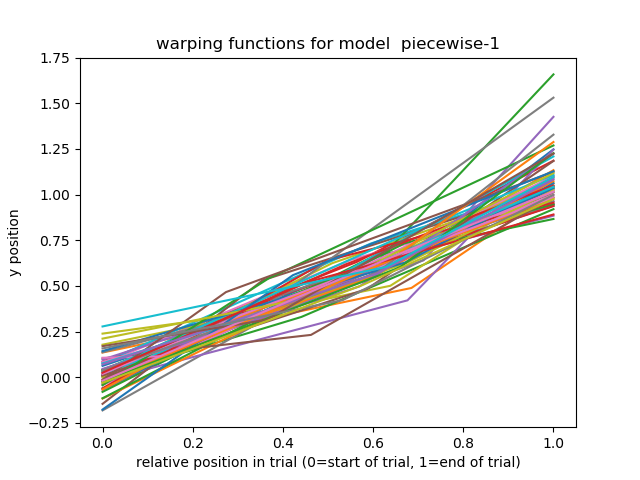 warping functions for model  piecewise-1
y position
1.75
1.50
1.25
1.00
0.75
0.50
0.25
0.00
−0.25
0.0 0.2 0.4 0.6 0.8 1.0
relative position in trial (0=start of trial, 1=end of trial)